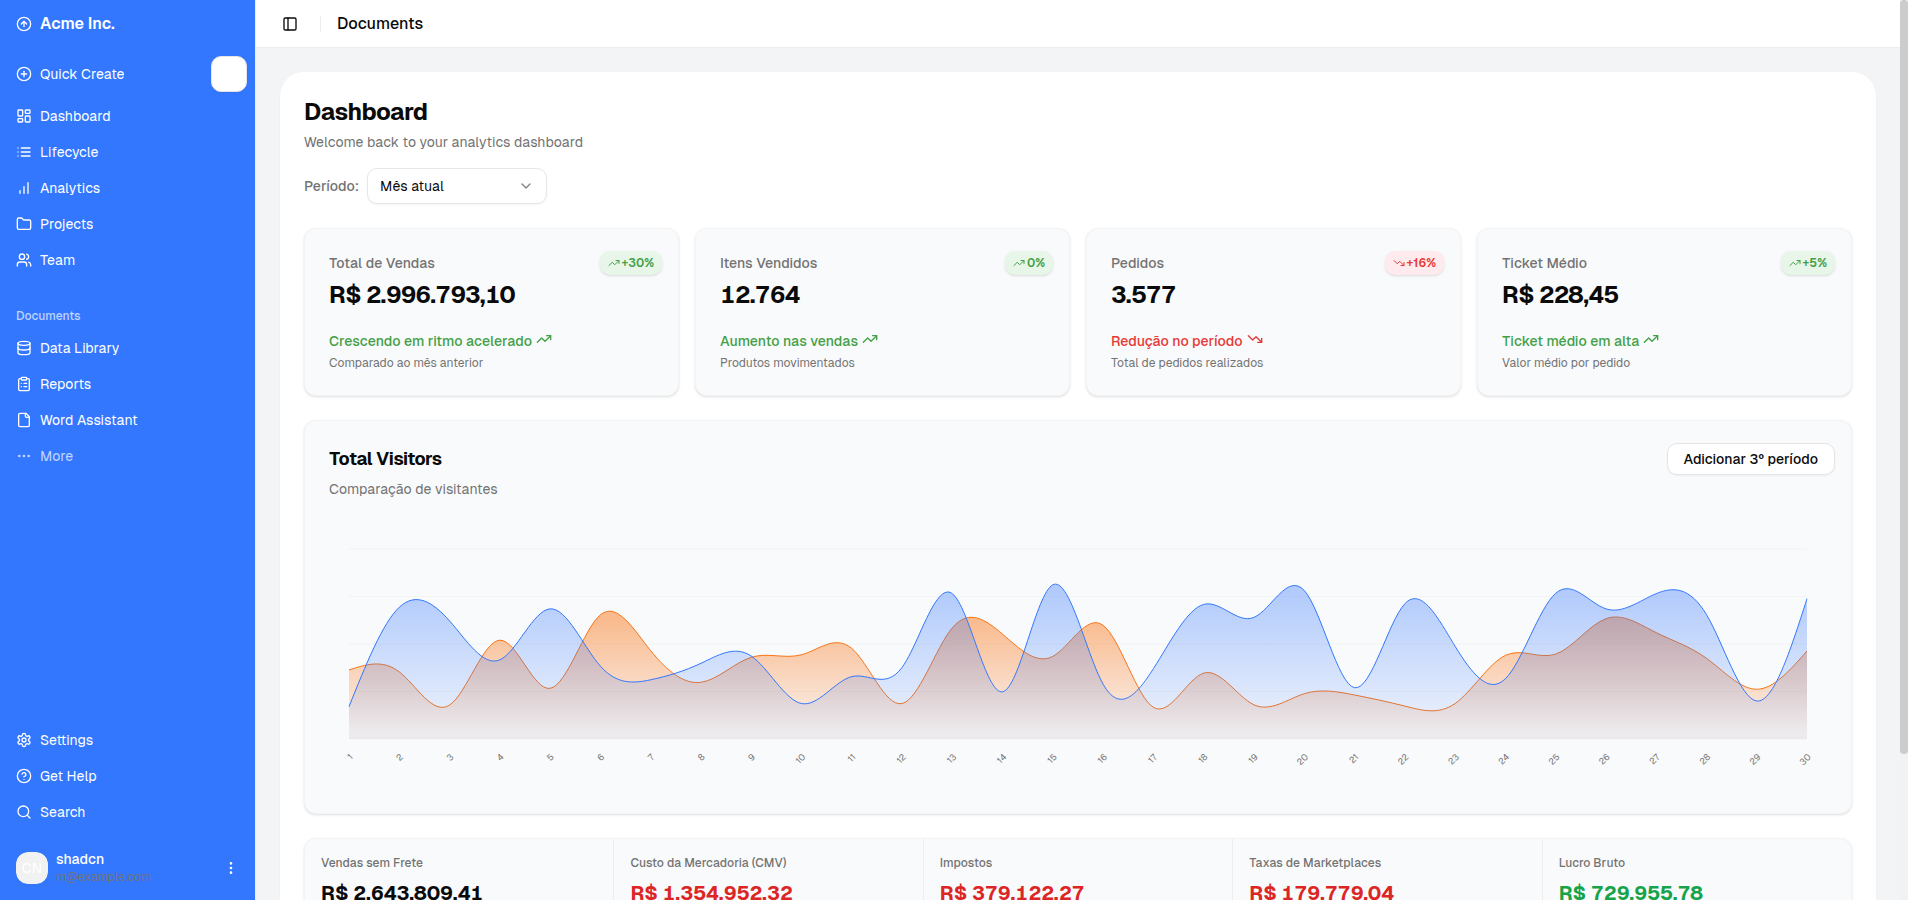 Acme Inc.
Quick Create
Dashboard
Lifecycle
Analytics
Projects
Team
Documents
Data Library
Reports
Word Assistant
More
Settings
Get Help
Search
CN
shadcn
m@example.com
Documents
Dashboard
Welcome back to your analytics dashboard
Período: Mês atual
Total de Vendas +30%
R$ 2.996.793,10
Crescendo em ritmo acelerado
Comparado ao mês anterior
Itens Vendidos 0%
12.764
Aumento nas vendas
Produtos movimentados
Pedidos +16%
3.577
Redução no período
Total de pedidos realizados
Ticket Médio +5%
R$ 228,45
Ticket médio em alta
Valor médio por pedido
Total Visitors
Adicionar 3º período
Comparação de visitantes
1 2 3 4 5 6 7 8 9 10 11 12 13 14 15 16 17 18 19 20 21 22 23 24 25 26 27 28 29 30
Vendas sem Frete
R$ 2.643.809,41
Custo da Mercadoria (CMV)
R$ 1.354.952,32
Impostos
R$ 379.122,27
Taxas de Marketplaces
R$ 179.779,04
Lucro Bruto
R$ 729.955,78